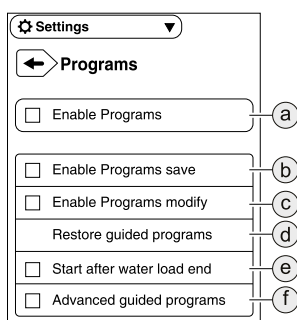 Settings
Programs
Enable Programs a
Enable Programs save b
Enable Programs modify c
Restore guided programs d
Start after water load end e
Advanced guided programs f